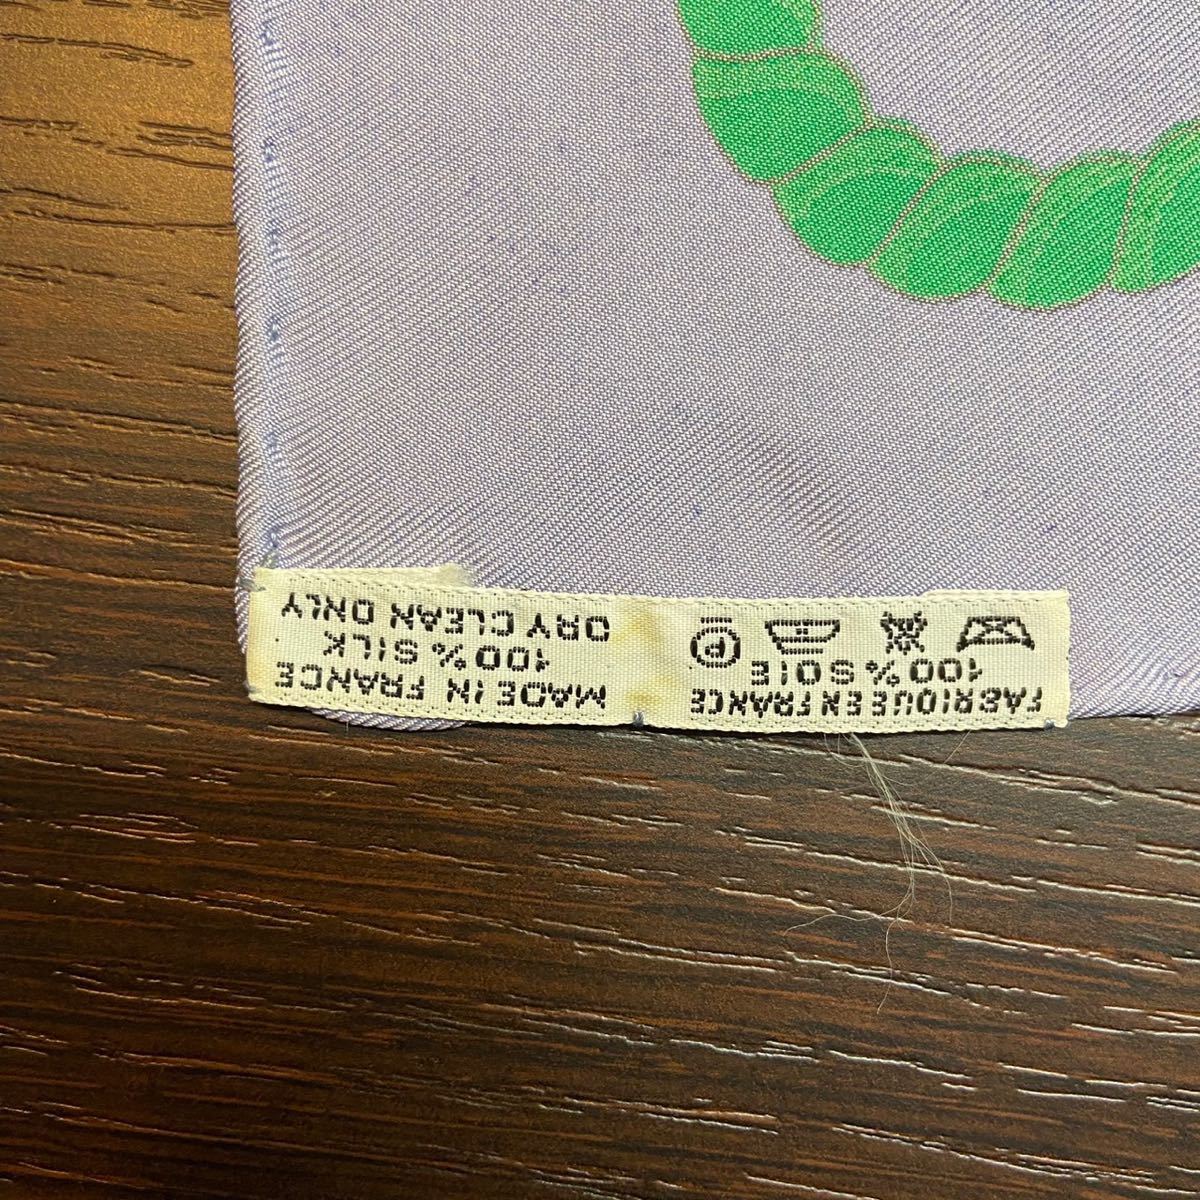 FABRIQUE EN FRANCE
100% SOIE
P
MADE IN FRANCE
100% SILK
DRY CLEAN ONLY